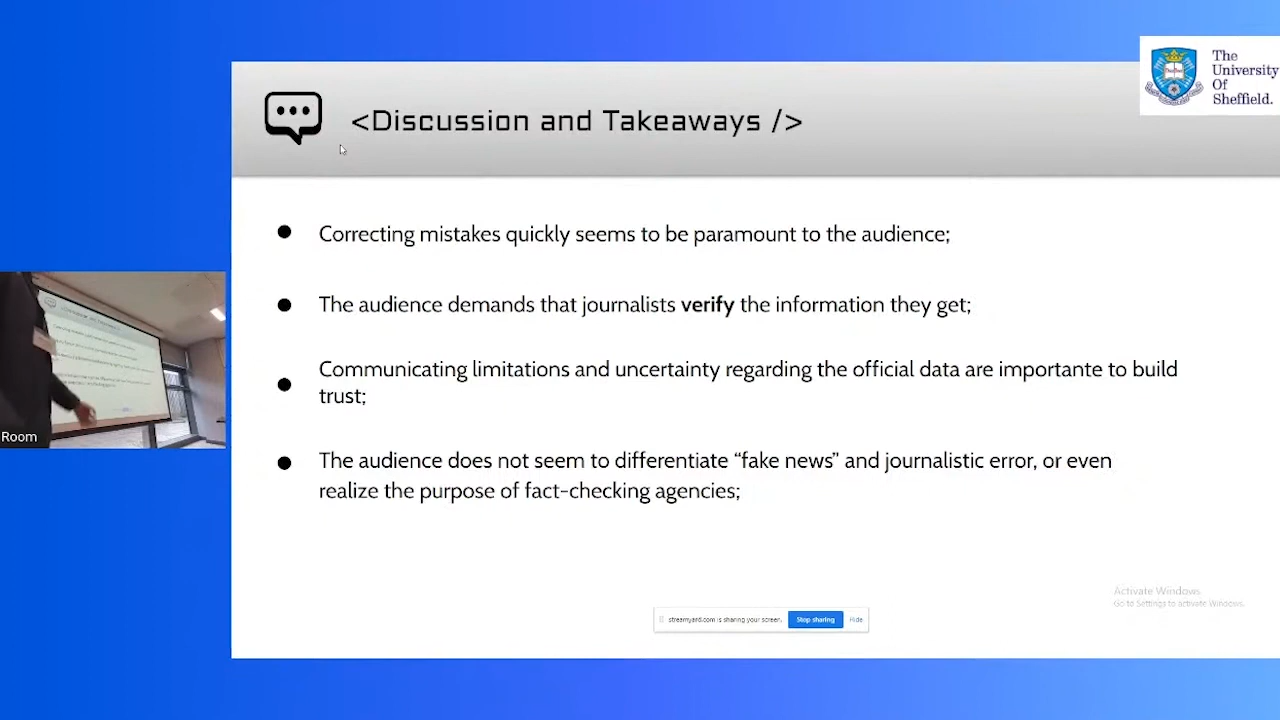 The
University
Of
Sheffield.
<Discussion and Takeaways />
Correcting mistakes quickly seems to be paramount to the audience;
The audience demands that journalists verify the information they get;
Communicating limitations and uncertainty regarding the official data are importante to build
trust;
The audience does not seem to differentiate “fake news” and journalistic error, or even
realize the purpose of fact-checking agencies;
Room
Activate Windows
Go to Settings to activate Windows.
streamyard.com is sharing your screen.
Stop sharing
Hide